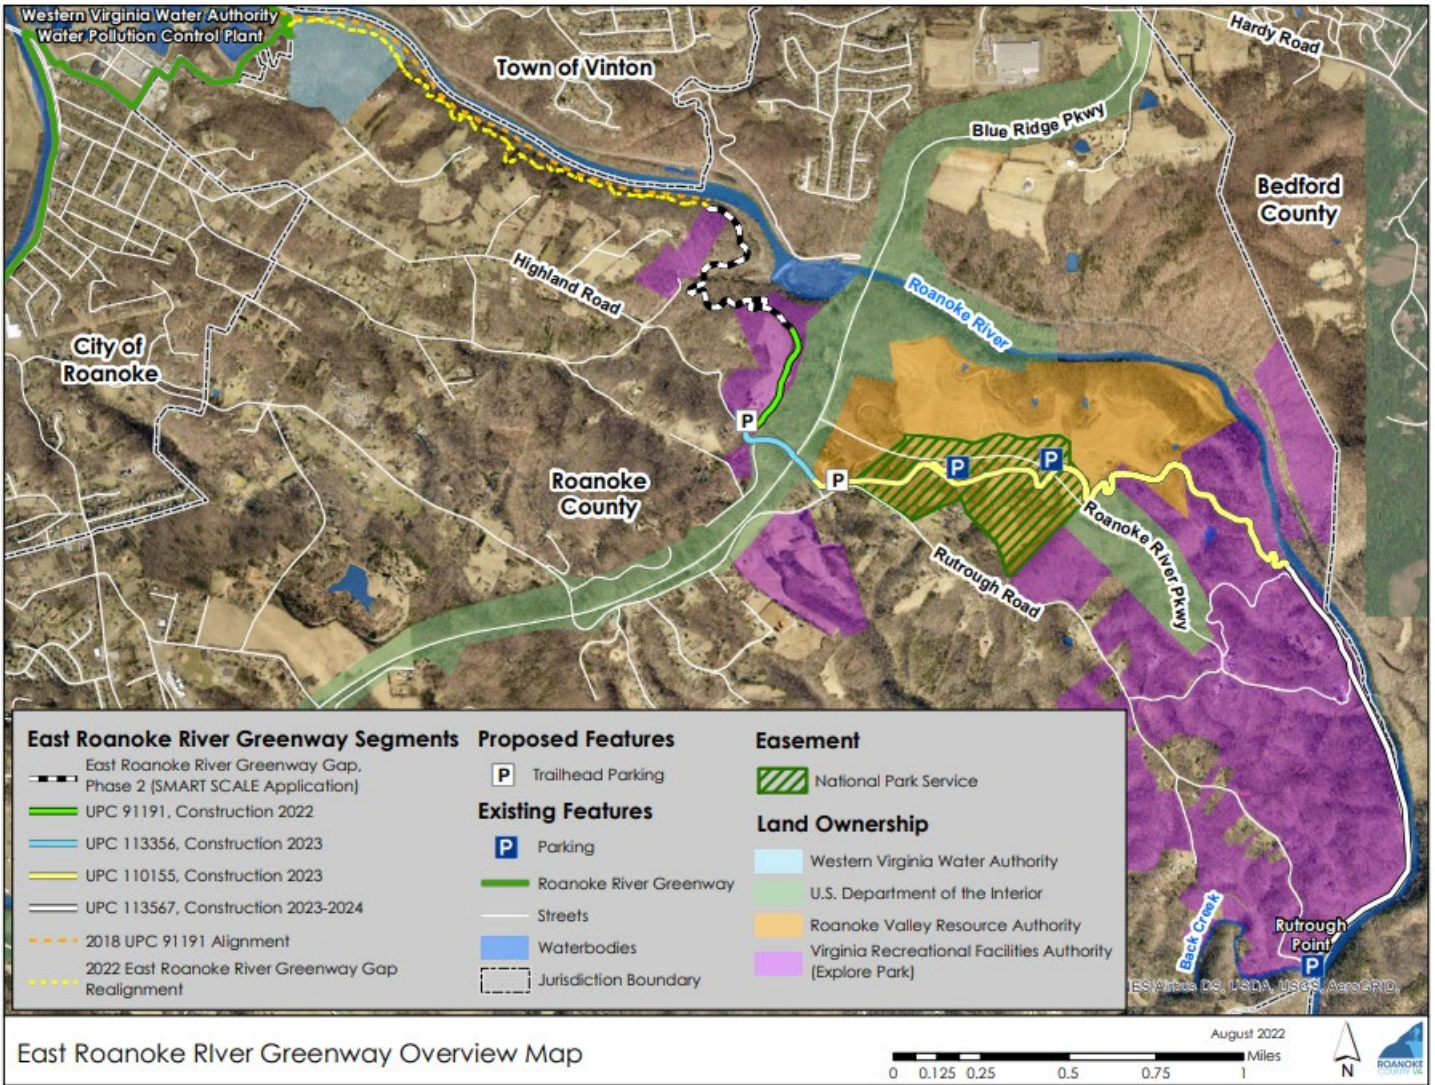 Western Virginia Water Authority
Water Pollution Control Plant
Town of Vinton
Hardy Road
Blue Ridge Pkwy
Bedford
County
Highland Road
Roanoke River
City of
Roanoke
P
Roanoke
County
P
P
P
Roanoke River Pkwy
Rutrough Road
Back Creek
Rutrough
Point
P
East Roanoke River Greenway Segments
East Roanoke River Greenway Gap,
Phase 2 (SMART SCALE Application)
UPC 91191, Construction 2022
UPC 113356, Construction 2023
UPC 110155, Construction 2023
UPC 113567, Construction 2023-2024
2018 UPC 91191 Alignment
2022 East Roanoke River Greenway Gap
Realignment
Proposed Features
P Trailhead Parking
Existing Features
P Parking
Roanoke River Greenway
Streets
Waterbodies
Jurisdiction Boundary
Easement
National Park Service
Land Ownership
Western Virginia Water Authority
U.S. Department of the Interior
Roanoke Valley Resource Authority
Virginia Recreational Facilities Authority
(Explore Park)
Airbus DS, USDA, USGS, AeroGRID,
East Roanoke RIver Greenway Overview Map
August 2022
Miles
0 0.125 0.25 0.5 0.75 1
N
ROANOKE
COUNTY VA